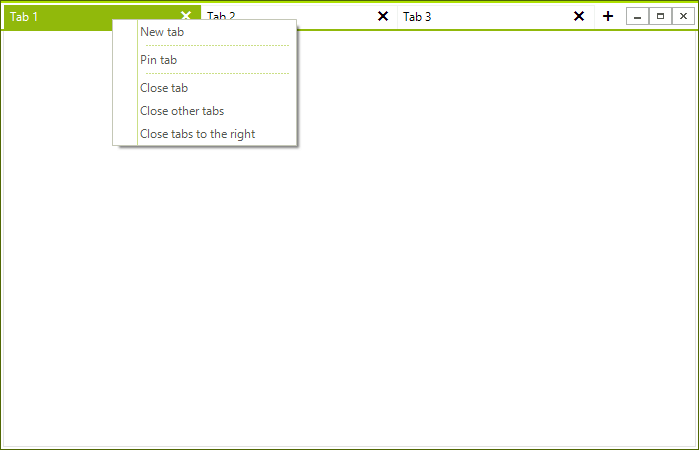 Tab 1
Tab 2
Tab 3
New tab
Pin tab
Close tab
Close other tabs
Close tabs to the right